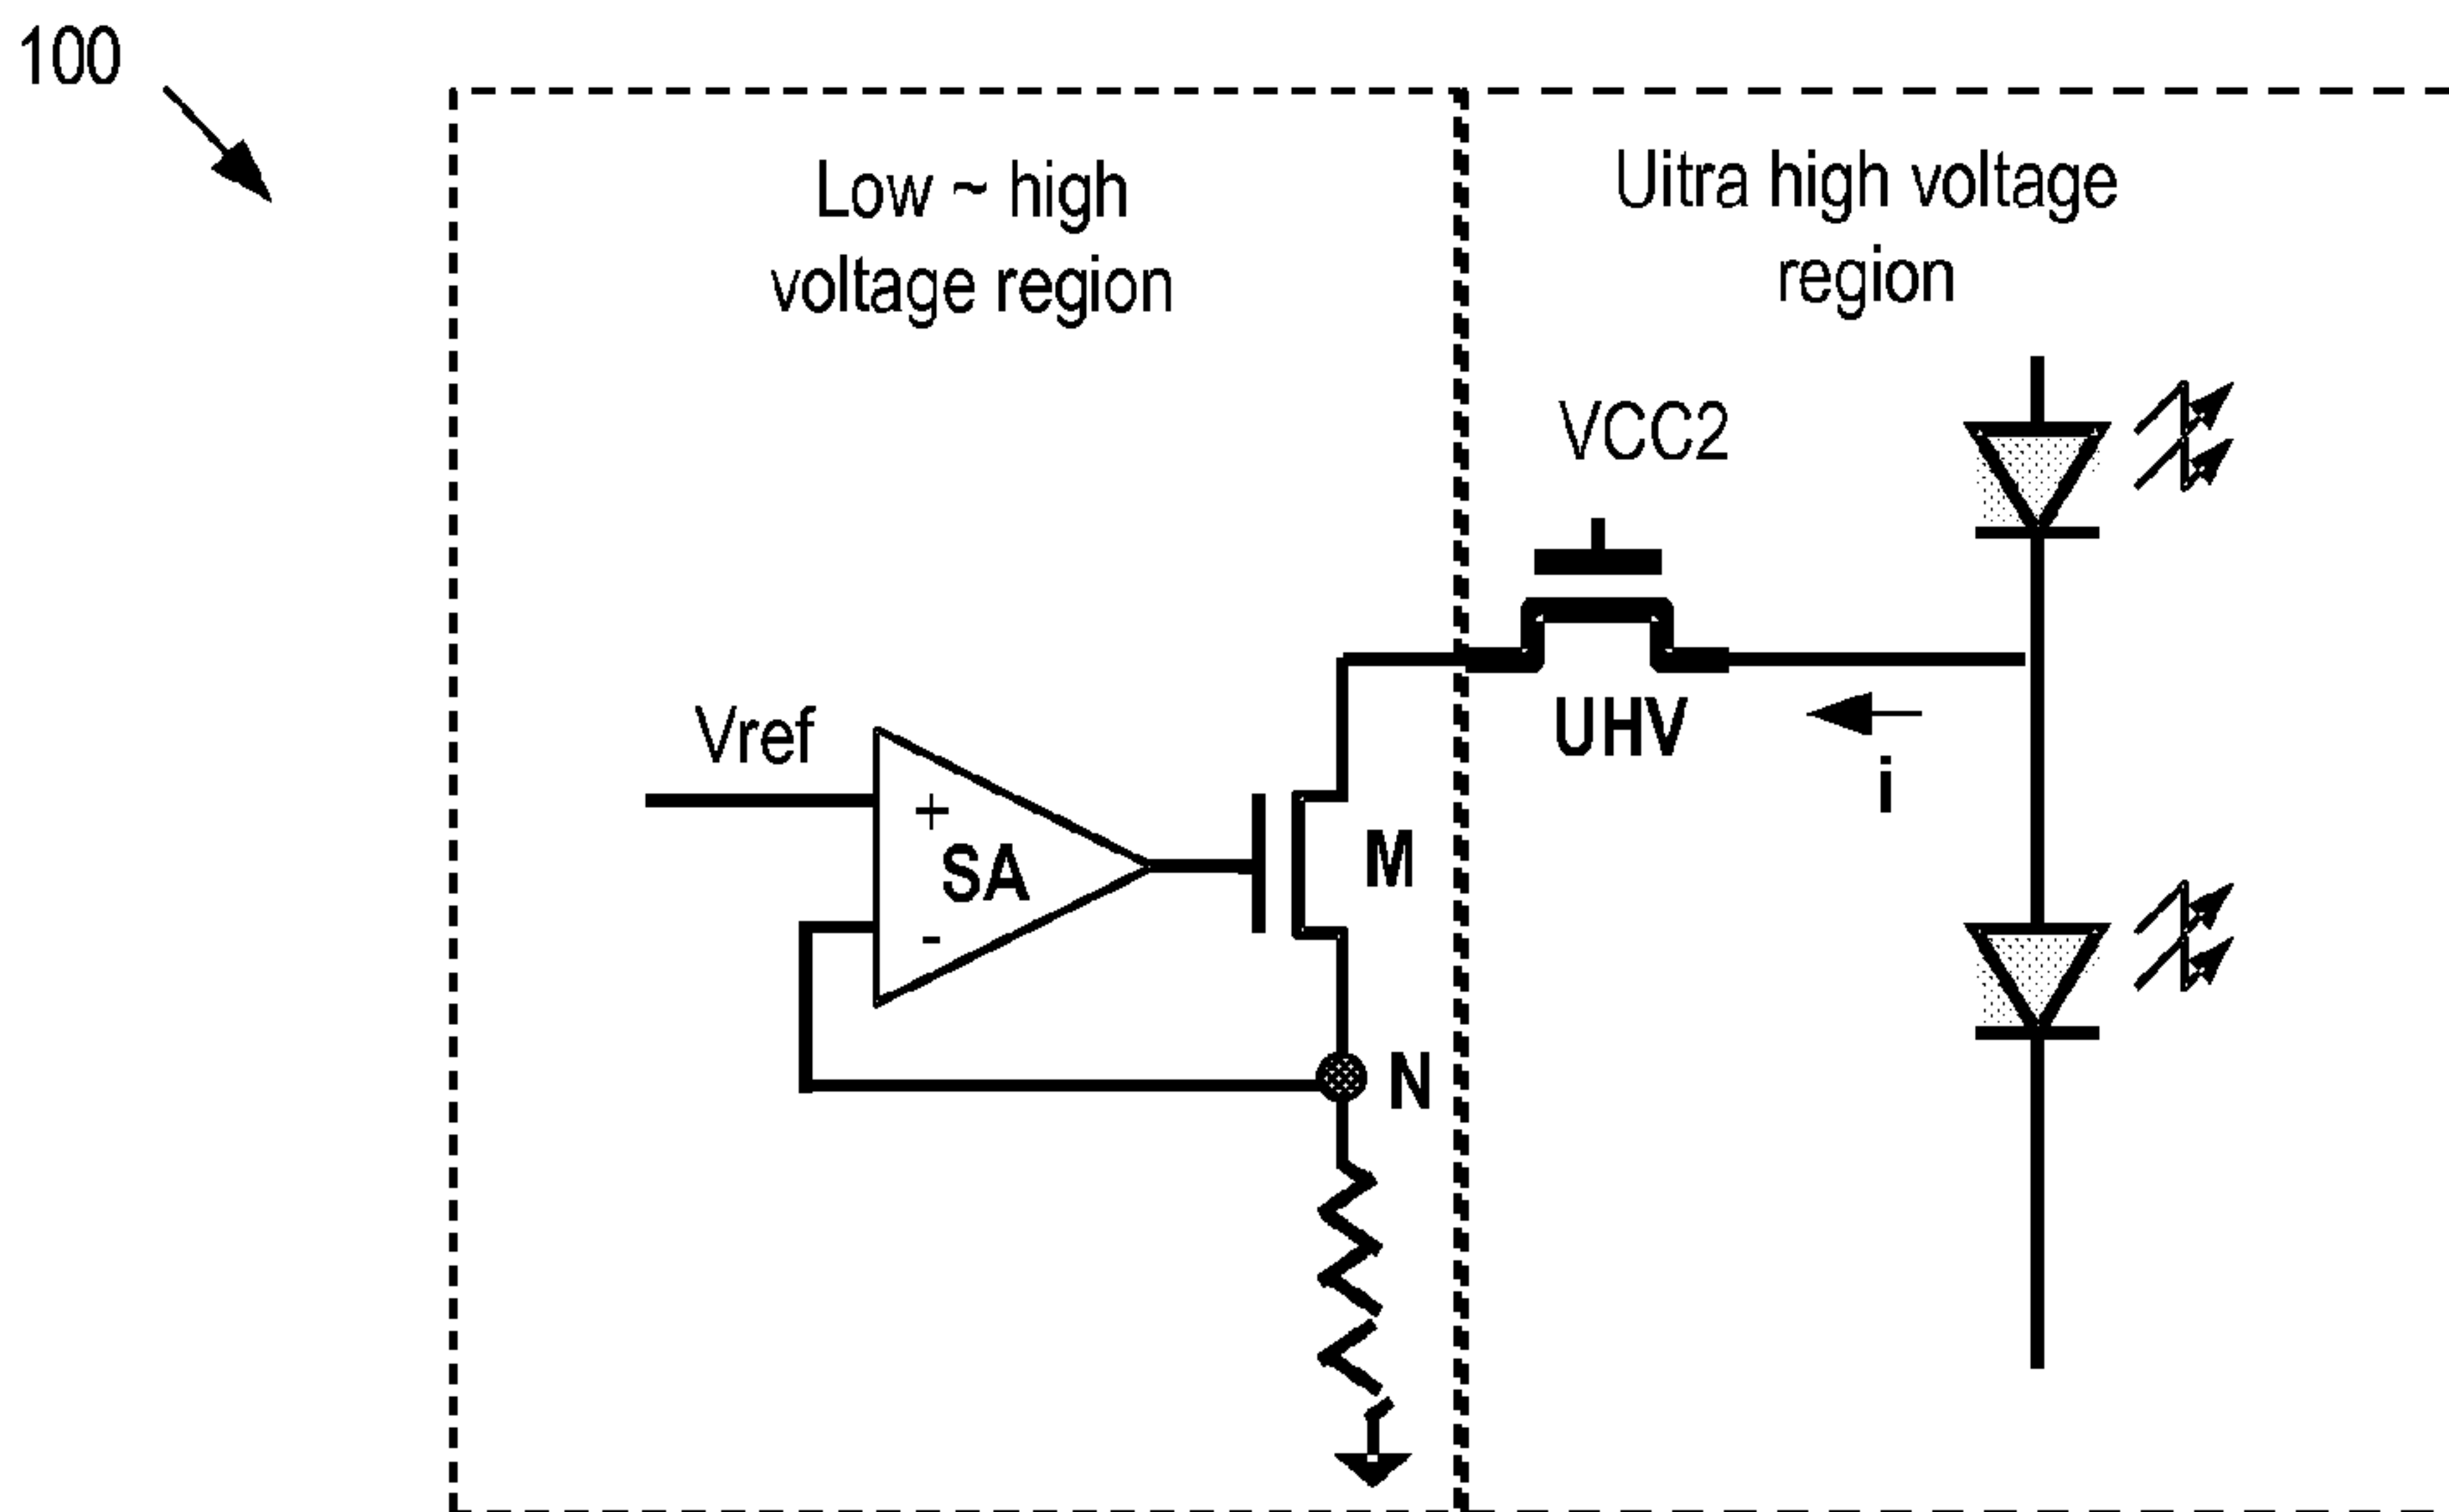 100
Low ~ high
voltage region
Uitra high voltage
region
VCC2
Vref
UHV
i
+
SA
-
M
N